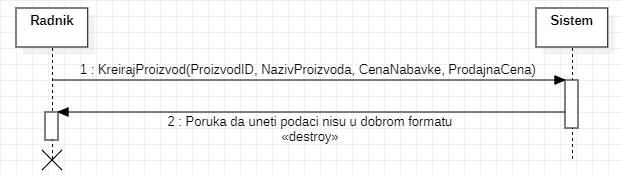 Radnik
Sistem
1 : KreirajProizvod(ProizvodID, NazivProizvoda, CenaNabavke, ProdajnaCena)
2 : Poruka da uneti podaci nisu u dobrom formatu
«destroy»